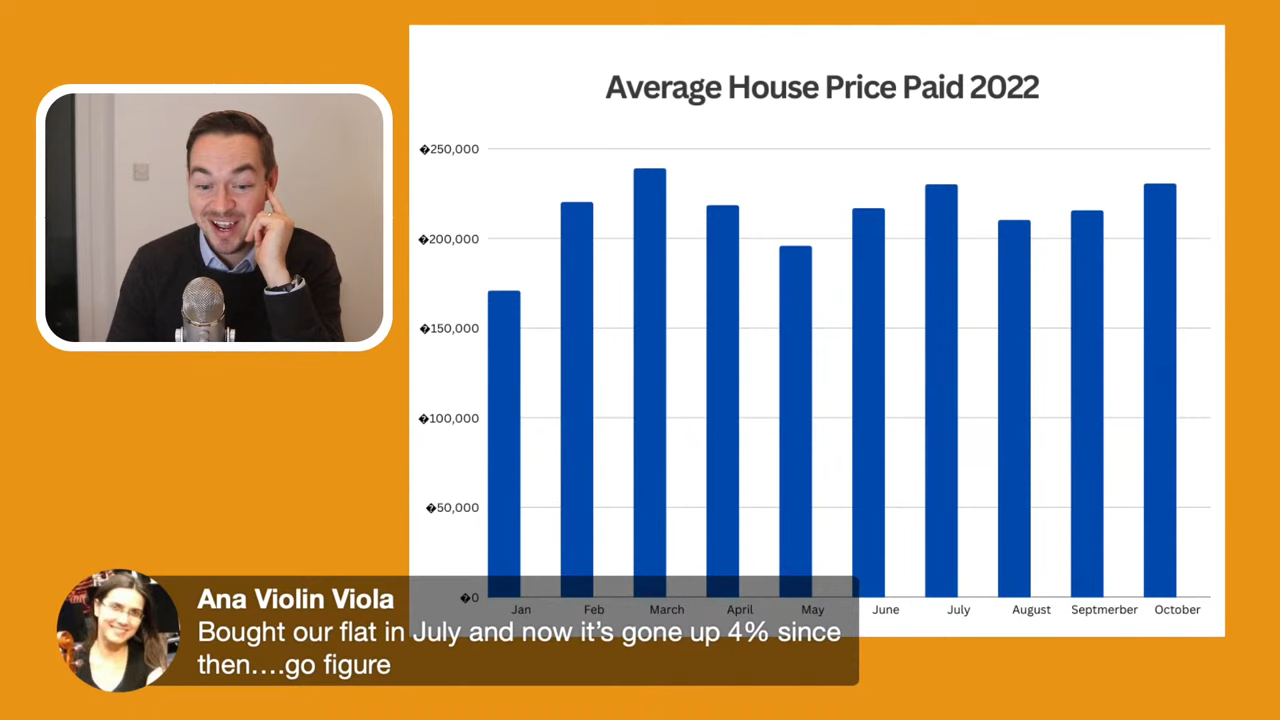 Average House Price Paid 2022
�250,000
�200,000
�150,000
�100,000
�50,000
�0
Jan Feb March April May June July August Septmerber October
Ana Violin Viola
Bought our flat in July and now it's gone up 4% since
then....go figure